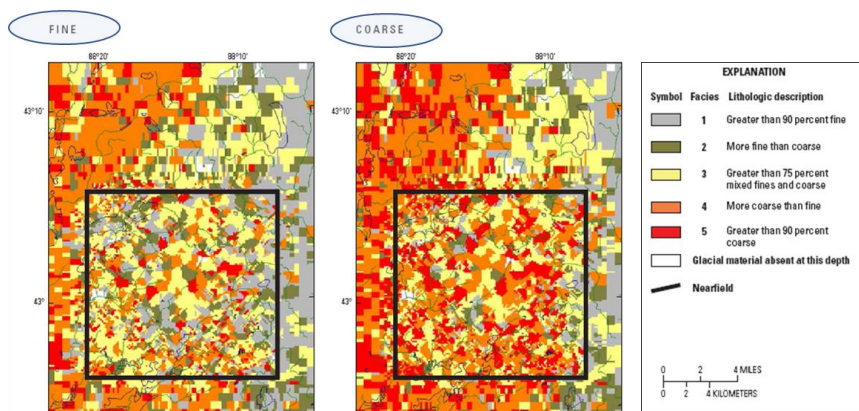 FINE
COARSE
88°20'
88°10'
88°20'
88°10'
43°10'
43°10'
43°
43°
EXPLANATION
Symbol Facies Lithologic description
1 Greater than 90 percent fine
2 More fine than coarse
3 Greater than 75 percent
mixed fines and coarse
4 More coarse than fine
5 Greater than 90 percent
coarse
Glacial material absent at this depth
Nearfield
0 4 MILES
0 2 4 KILOMETERS